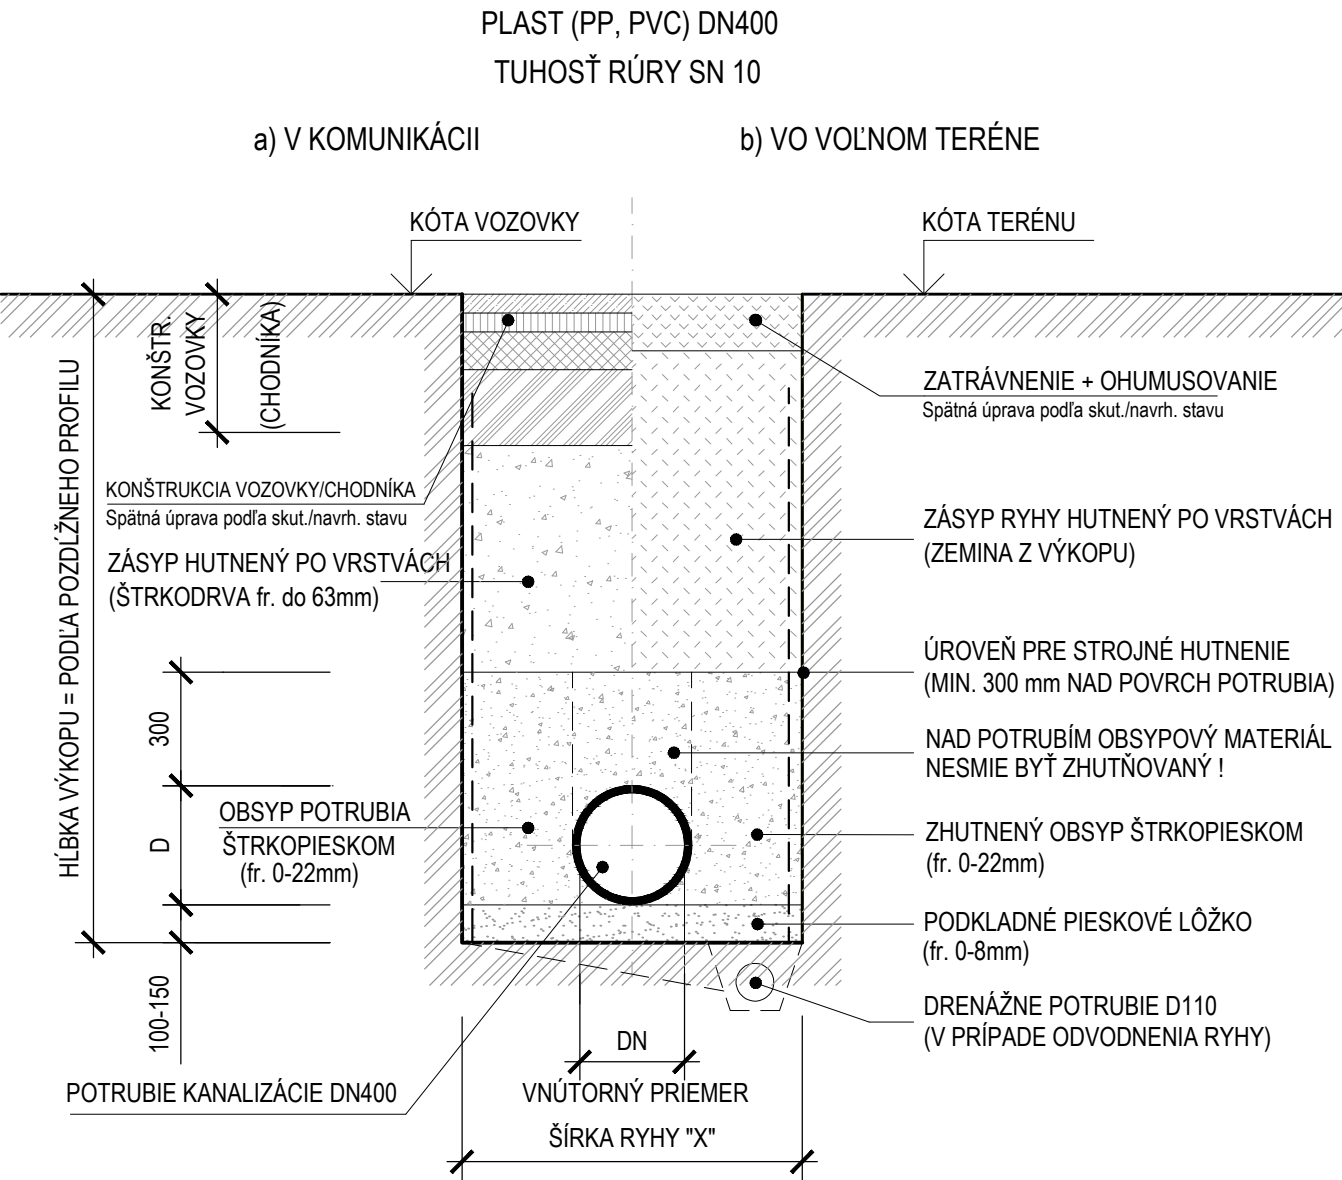 PLAST (PP, PVC) DN400
TUHOSŤ RÚRY SN 10
a) V KOMUNIKÁCII
b) VO VOĽNOM TERÉNE
KÓTA VOZOVKY
KÓTA TERÉNU
HĹBKA VÝKOPU = PODĽA POZDĹŽNEHO PROFILU
KONŠTR.
VOZOVKY
(CHODNÍKA)
KONŠTRUKCIA VOZOVKY/CHODNÍKA
Spätná úprava podľa skut./navrh. stavu
ZÁSYP HUTNENÝ PO VRSTVÁCH
(ŠTRKODRVA fr. do 63mm)
300
D
100-150
OBSYP POTRUBIA
ŠTRKOPIESKOM
(fr. 0-22mm)
POTRUBIE KANALIZÁCIE DN400
ZATRÁVNENIE + OHUMUSOVANIE
Spätná úprava podľa skut./navrh. stavu
ZÁSYP RYHY HUTNENÝ PO VRSTVÁCH
(ZEMINA Z VÝKOPU)
ÚROVEŇ PRE STROJNÉ HUTNENIE
(MIN. 300 mm NAD POVRCH POTRUBIA)
NAD POTRUBÍM OBSYPOVÝ MATERIÁL
NESMIE BYŤ ZHUTŇOVANÝ !
ZHUTNENÝ OBSYP ŠTRKOPIESKOM
(fr. 0-22mm)
PODKLADNÉ PIESKOVÉ LÔŽKO
(fr. 0-8mm)
DRENÁŽNE POTRUBIE D110
(V PRÍPADE ODVODNENIA RYHY)
DN
VNÚTORNÝ PRIEMER
ŠÍRKA RYHY "X"